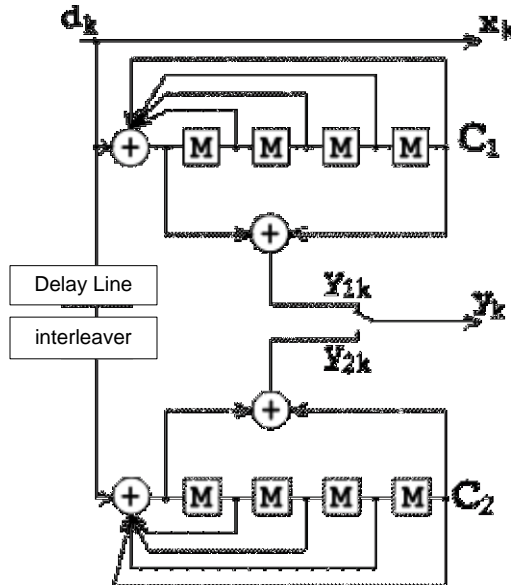 d_k x_k
M M M M C_1
Delay Line
y_1k
y_k
interleaver
y_2k
M M M M C_2